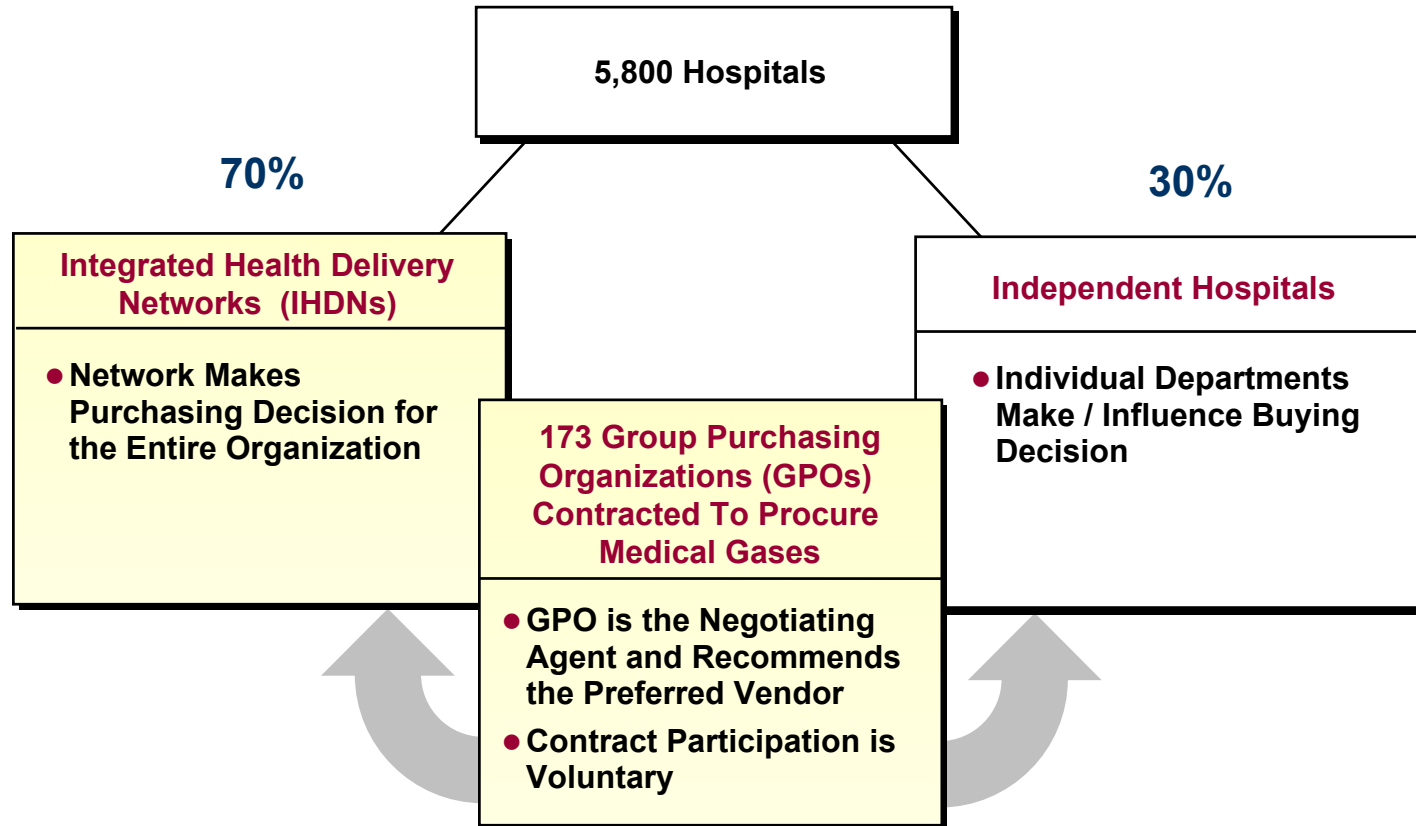 5,800 Hospitals
70%
30%
Integrated Health Delivery
Networks (IHDNs)
● Network Makes
Purchasing Decision for
the Entire Organization
Independent Hospitals
● Individual Departments
Make / Influence Buying
Decision
173 Group Purchasing
Organizations (GPOs)
Contracted To Procure
Medical Gases
● GPO is the Negotiating
Agent and Recommends
the Preferred Vendor
● Contract Participation is
Voluntary